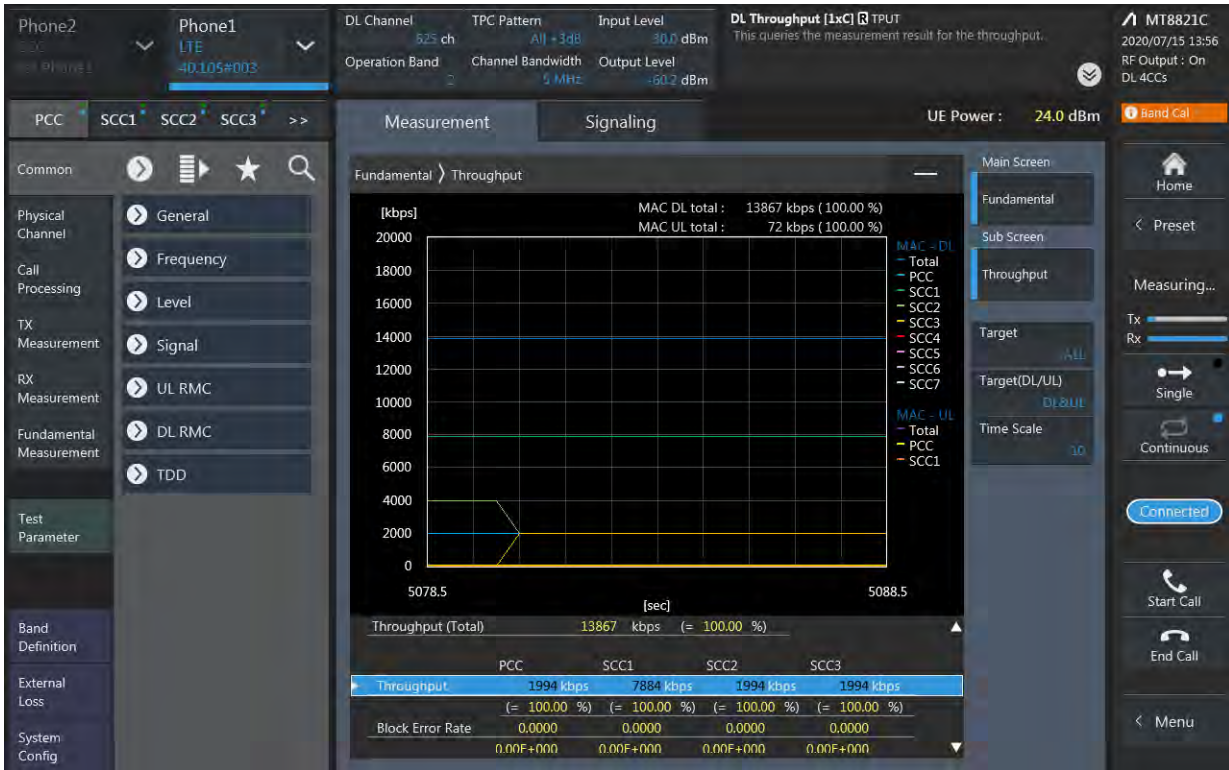 Phone2
Phone1
LTE
40.105#003
DL Channel
TPC Pattern
Input Level
625 ch
All +3dB
30.0 dBm
Operation Band
Channel Bandwidth
Output Level
2
5 MHz
-60.2 dBm
DL Throughput [1xC] R TPUT
This queries the measurement result for the throughput.
MT8821C
2020/07/15 13:56
RF Output : On
DL 4CCs
PCC
SCC1
SCC2
SCC3
>>
Measurement
Signaling
UE Power : 24.0 dBm
Band Cal
Common
Physical
Channel
Call
Processing
TX
Measurement
RX
Measurement
Fundamental
Measurement
Test
Parameter
Band
Definition
External
Loss
System
Config
General
Frequency
Level
Signal
UL RMC
DL RMC
TDD
Fundamental 〉 Throughput
[kbps]
MAC DL total : 13867 kbps ( 100.00 %)
MAC UL total : 72 kbps ( 100.00 %)
20000
18000
16000
14000
12000
10000
8000
6000
4000
2000
0
5078.5
5088.5
[sec]
MAC - DL
Total
PCC
SCC1
SCC2
SCC3
SCC4
SCC5
SCC6
SCC7
MAC - UL
Total
PCC
SCC1
Throughput (Total) 13867 kbps (= 100.00 %)
PCC SCC1 SCC2 SCC3
Throughput 1994 kbps 7884 kbps 1994 kbps 1994 kbps
(= 100.00 %) (= 100.00 %) (= 100.00 %) (= 100.00 %)
Block Error Rate 0.0000 0.0000 0.0000 0.0000
0.00E+000 0.00E+000 0.00E+000 0.00E+000
Main Screen
Fundamental
Sub Screen
Throughput
Target
ALL
Target(DL/UL)
DL&UL
Time Scale
10
Home
< Preset
Measuring...
Tx
Rx
Single
Continuous
Connected
Start Call
End Call
< Menu